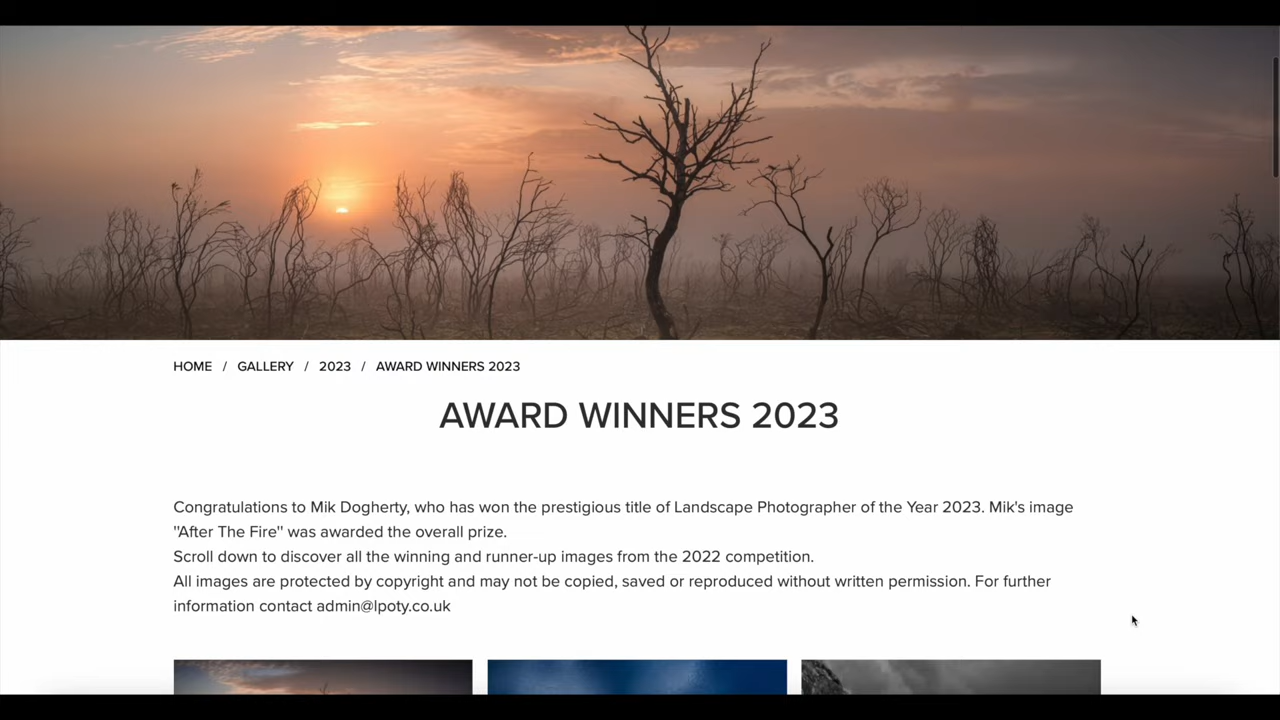 HOME / GALLERY / 2023 / AWARD WINNERS 2023
AWARD WINNERS 2023
Congratulations to Mik Dogherty, who has won the prestigious title of Landscape Photographer of the Year 2023. Mik's image
"After The Fire" was awarded the overall prize.
Scroll down to discover all the winning and runner-up images from the 2022 competition.
All images are protected by copyright and may not be copied, saved or reproduced without written permission. For further
information contact admin@lpoty.co.uk